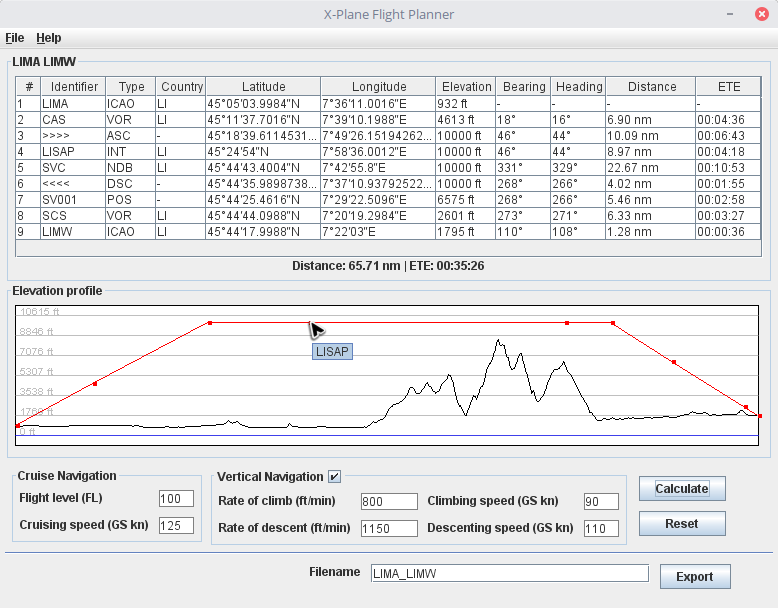 X-Plane Flight Planner
File Help
LIMA LIMW
# Identifier Type Country Latitude Longitude Elevation Bearing Heading Distance ETE
1 LIMA ICAO LI 45°05'03.9984"N 7°36'11.0016"E 932 ft - - - -
2 CAS VOR LI 45°11'37.7016"N 7°39'10.1988"E 4613 ft 18° 16° 6.90 nm 00:04:36
3 >>>> ASC - 45°18'39.6114531... 7°49'26.15194262... 10000 ft 46° 44° 10.09 nm 00:06:43
4 LISAP INT LI 45°24'54"N 7°58'36.0012"E 10000 ft 46° 44° 8.97 nm 00:04:18
5 SVC NDB LI 45°44'43.4004"N 7°42'55.8"E 10000 ft 331° 329° 22.67 nm 00:10:53
6 <<<< DSC - 45°44'35.9898738... 7°37'10.93792522... 10000 ft 268° 266° 4.02 nm 00:01:55
7 SV001 POS - 45°44'25.4616"N 7°29'22.5096"E 6575 ft 268° 266° 5.46 nm 00:02:58
8 SCS VOR LI 45°44'44.0988"N 7°20'19.2984"E 2601 ft 273° 271° 6.33 nm 00:03:27
9 LIMW ICAO LI 45°44'17.9988"N 7°22'03"E 1795 ft 110° 108° 1.28 nm 00:00:36
Distance: 65.71 nm | ETE: 00:35:26
Elevation profile
10615 ft
8846 ft
7076 ft
LISAP
5307 ft
3538 ft
1769 ft
0 ft
Cruise Navigation
Flight level (FL) 100
Cruising speed (GS kn) 125
Vertical Navigation
Rate of climb (ft/min) 800 Climbing speed (GS kn) 90
Rate of descent (ft/min) 1150 Descenting speed (GS kn) 110
Calculate
Reset
Filename LIMA_LIMW Export